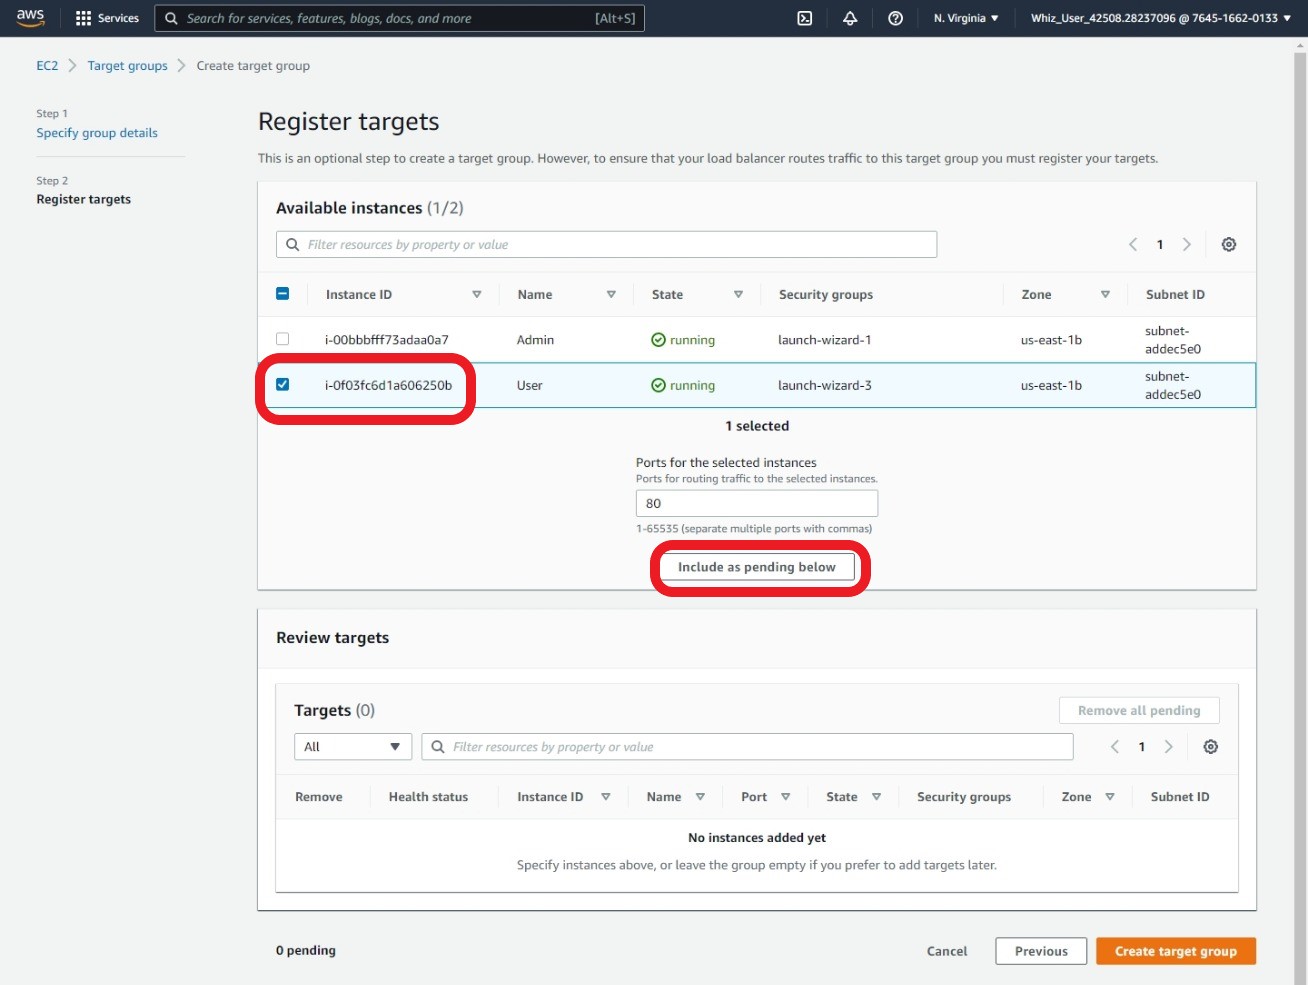 aws
Services
Search for services, features, blogs, docs, and more
[Alt+S]
N. Virginia
Whiz_User_42508.28237096 @ 7645-1662-0133
EC2
Target groups
Create target group
Step 1
Specify group details
Step 2
Register targets
Register targets
This is an optional step to create a target group. However, to ensure that your load balancer routes traffic to this target group you must register your targets.
Available instances (1/2)
Filter resources by property or value
1
Instance ID
Name
State
Security groups
Zone
Subnet ID
i-00bbbfff73adaa0a7
Admin
running
launch-wizard-1
us-east-1b
subnet-
addec5e0
i-0f03fc6d1a606250b
User
running
launch-wizard-3
us-east-1b
subnet-
addec5e0
1 selected
Ports for the selected instances
Ports for routing traffic to the selected instances.
80
1-65535 (separate multiple ports with commas)
Include as pending below
Review targets
Targets (0)
Remove all pending
All
Filter resources by property or value
1
Remove
Health status
Instance ID
Name
Port
State
Security groups
Zone
Subnet ID
No instances added yet
Specify instances above, or leave the group empty if you prefer to add targets later.
0 pending
Cancel
Previous
Create target group